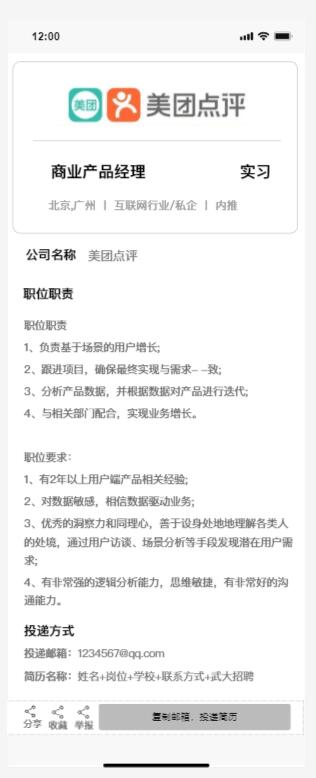 12:00
美团 美团点评
商业产品经理 实习
北京,广州 | 互联网行业/私企 | 内推
公司名称 美团点评
职位职责
职位职责
1、负责基于场景的用户增长;
2、跟进项目，确保最终实现与需求- -致;
3、分析产品数据，并根据数据对产品进行迭代;
4、与相关部门配合，实现业务增长。
职位要求:
1、有2年以上用户端产品相关经验;
2、对数据敏感，相信数据驱动业务;
3、优秀的洞察力和同理心，善于设身处地地理解各类人
的处境，通过用户访谈、场景分析等手段发现潜在用户需
求;
4、有非常强的逻辑分析能力，思维敏捷，有非常好的沟
通能力。
投递方式
投递邮箱：1234567@qq.com
简历名称：姓名+岗位+学校+联系方式+武大招聘
分享 收藏 举报 复制邮箱，投递简历